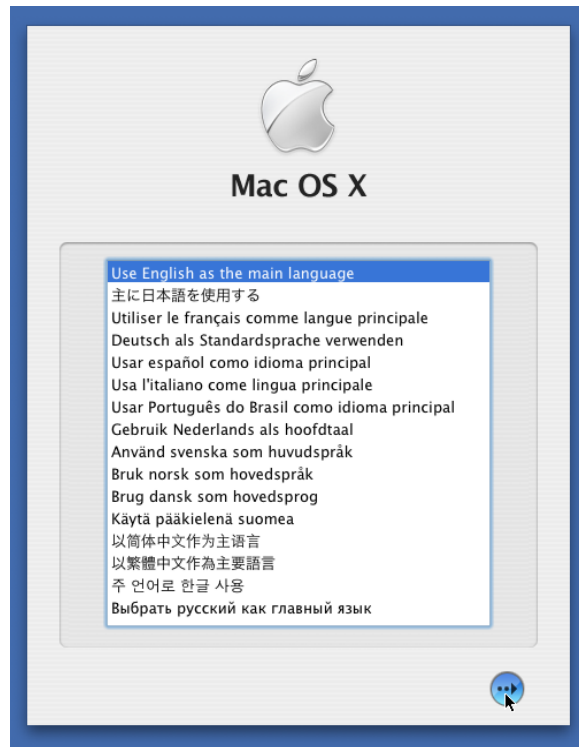 Mac OS X
Use English as the main language
主に日本語を使用する
Utiliser le français comme langue principale
Deutsch als Standardsprache verwenden
Usar español como idioma principal
Usa l'italiano come lingua principale
Usar Português do Brasil como idioma principal
Gebruik Nederlands als hoofdtaal
Använd svenska som huvudspråk
Bruk norsk som hovedspråk
Brug dansk som hovedsprog
Käytä pääkielenä suomea
以简体中文作为主语言
以繁體中文作為主要語言
주 언어로 한글 사용
Выбрать русский как главный язык